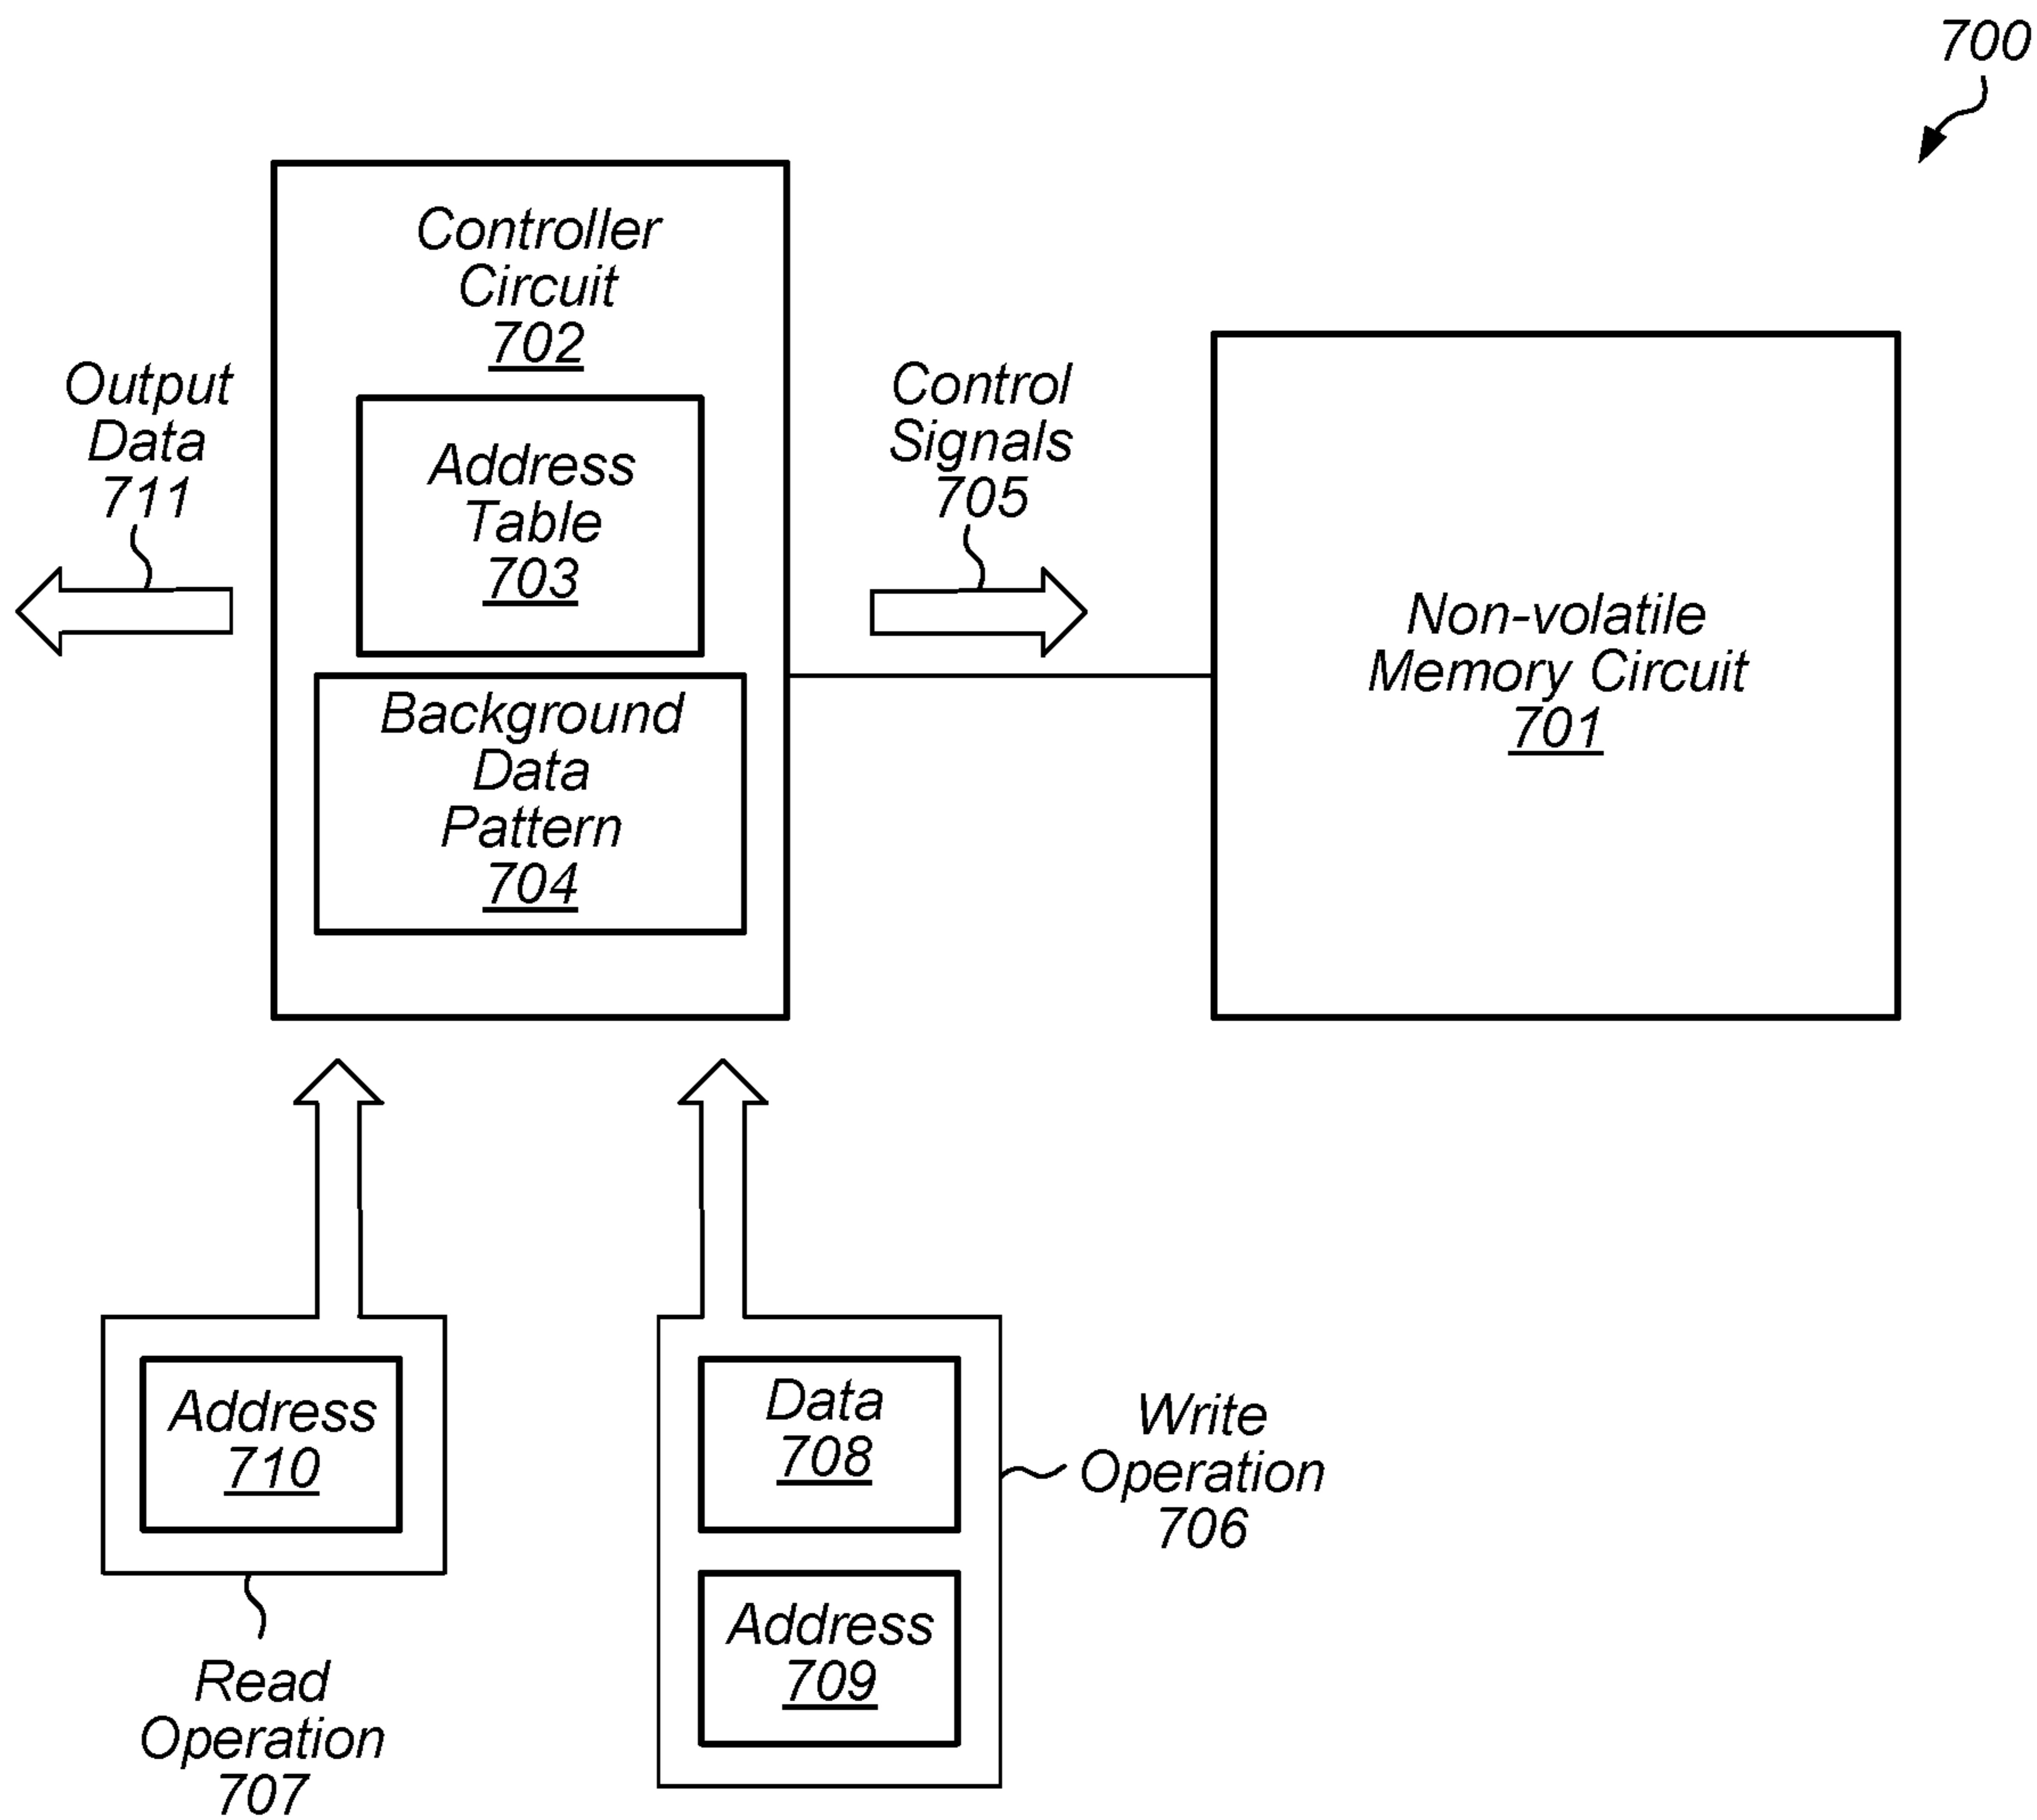 700
Controller
Circuit
702
Output
Data
711
Address
Table
703
Control
Signals
705
Non-volatile
Memory Circuit
701
Background
Data
Pattern
704
Address
710
Read
Operation
707
Data
708
Address
709
Write
Operation
706